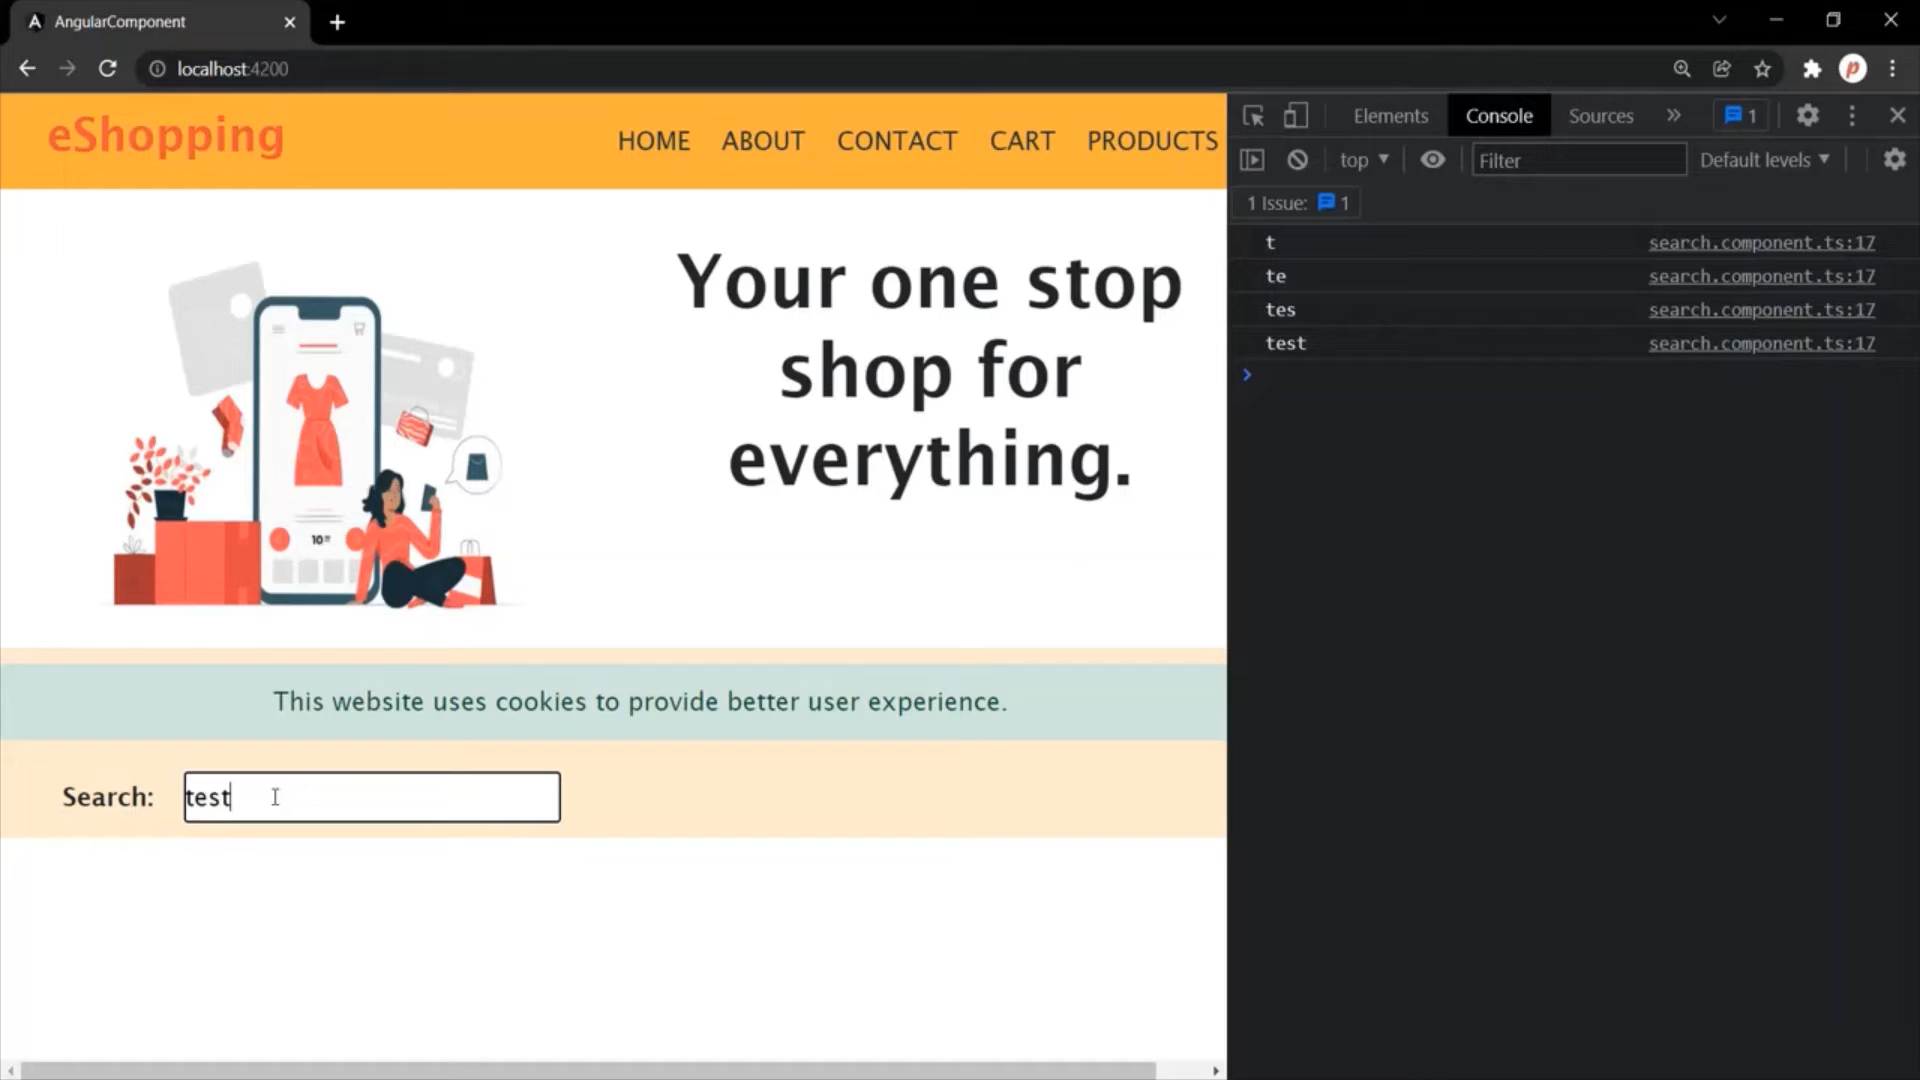 AngularComponent
localhost:4200
eShopping
HOME ABOUT CONTACT CART PRODUCTS
Your one stop
shop for
everything.
10
This website uses cookies to provide better user experience.
Search: test
Elements Console Sources » 1
top Filter Default levels
1 Issue: 1
t search.component.ts:17
te search.component.ts:17
tes search.component.ts:17
test search.component.ts:17